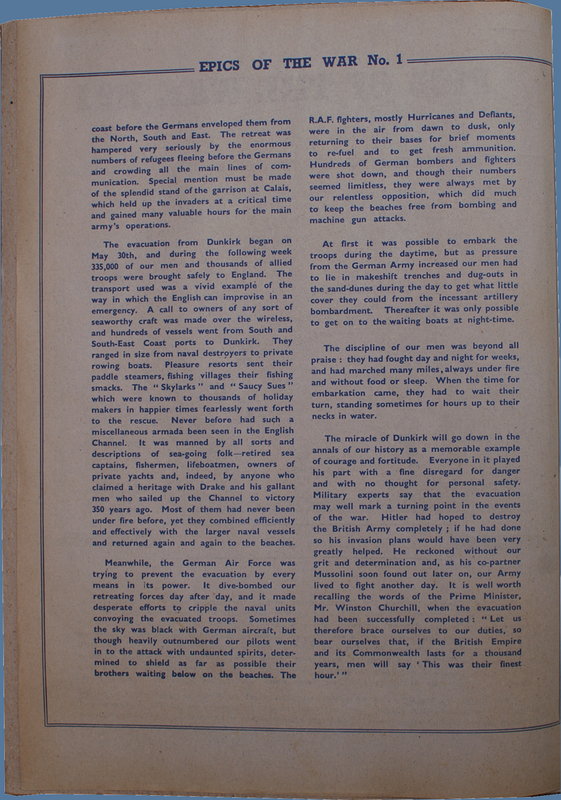 EPICS OF THE WAR No. 1
coast before the Germans enveloped them from
the North, South and East. The retreat was
hampered very seriously by the enormous
numbers of refugees fleeing before the Germans
and crowding all the main lines of com-
munication. Special mention must be made
of the splendid stand of the garrison at Calais,
which held up the invaders at a critical time
and gained many valuable hours for the main
army's operations.
The evacuation from Dunkirk began on
May 30th, and during the following week
335,000 of our men and thousands of allied
troops were brought safely to England. The
transport used was a vivid example of the
way in which the English can improvise in an
emergency. A call to owners of any sort of
seaworthy craft was made over the wireless,
and hundreds of vessels went from South and
South-East Coast ports to Dunkirk. They
ranged in size from naval destroyers to private
rowing boats. Pleasure resorts sent their
paddle steamers, fishing villages their fishing
smacks. The "Skylarks" and "Saucy Sues"
which were known to thousands of holiday
makers in happier times fearlessly went forth
to the rescue. Never before had such a
miscellaneous armada been seen in the English
Channel. It was manned by all sorts and
descriptions of sea-going folk—retired sea
captains, fishermen, lifeboatmen, owners of
private yachts and, indeed, by anyone who
claimed a heritage with Drake and his gallant
men who sailed up the Channel to victory
350 years ago. Most of them had never been
under fire before, yet they combined efficiently
and effectively with the larger naval vessels
and returned again and again to the beaches.
Meanwhile, the German Air Force was
trying to prevent the evacuation by every
means in its power. It dive-bombed our
retreating forces day after day, and it made
desperate efforts to cripple the naval units
convoying the evacuated troops. Sometimes
the sky was black with German aircraft, but
though heavily outnumbered our pilots went
in to the attack with undaunted spirits, deter-
mined to shield as far as possible their
brothers waiting below on the beaches. The
R.A.F. fighters, mostly Hurricanes and Defiants,
were in the air from dawn to dusk, only
returning to their bases for brief moments
to re-fuel and to get fresh ammunition.
Hundreds of German bombers and fighters
were shot down, and though their numbers
seemed limitless, they were always met by
our relentless opposition, which did much
to keep the beaches free from bombing and
machine gun attacks.
At first it was possible to embark the
troops during the daytime, but as pressure
from the German Army increased our men had
to lie in makeshift trenches and dug-outs in
the sand-dunes during the day to get what little
cover they could from the incessant artillery
bombardment. Thereafter it was only possible
to get on to the waiting boats at night-time.
The discipline of our men was beyond all
praise : they had fought day and night for weeks,
and had marched many miles, always under fire
and without food or sleep. When the time for
embarkation came, they had to wait their
turn, standing sometimes for hours up to their
necks in water.
The miracle of Dunkirk will go down in the
annals of our history as a memorable example
of courage and fortitude. Everyone in it played
his part with a fine disregard for danger
and with no thought for personal safety.
Military experts say that the evacuation
may well mark a turning point in the events
of the war. Hitler had hoped to destroy
the British Army completely ; if he had done
so his invasion plans would have been very
greatly helped. He reckoned without our
grit and determination and, as his co-partner
Mussolini soon found out later on, our Army
lived to fight another day. It is well worth
recalling the words of the Prime Minister,
Mr. Winston Churchill, when the evacuation
had been successfully completed : "Let us
therefore brace ourselves to our duties, so
bear ourselves that, if the British Empire
and its Commonwealth lasts for a thousand
years, men will say 'This was their finest
hour.'"